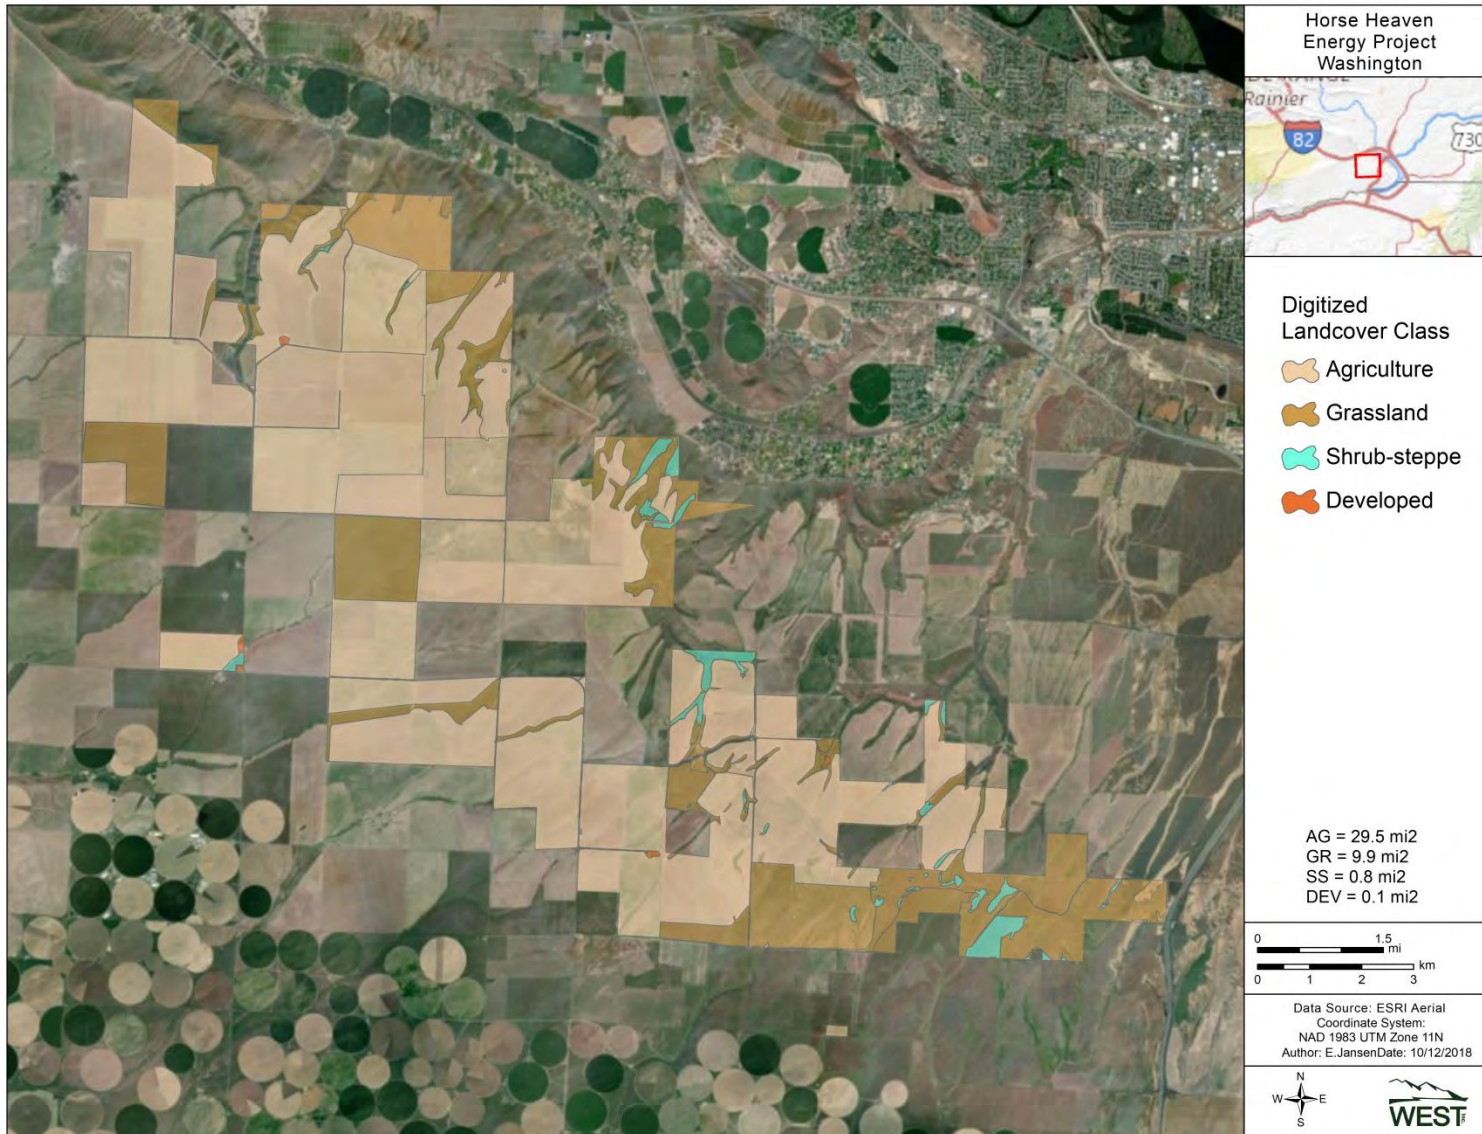 Horse Heaven
Energy Project
Washington
Rainier
82
730
Digitized
Landcover Class
Agriculture
Grassland
Shrub-steppe
Developed
AG = 29.5 mi2
GR = 9.9 mi2
SS = 0.8 mi2
DEV = 0.1 mi2
0 1.5
mi
km
0 1 2 3
Data Source: ESRI Aerial
Coordinate System:
NAD 1983 UTM Zone 11N
Author: E.JansenDate: 10/12/2018
N
W E
S
WEST